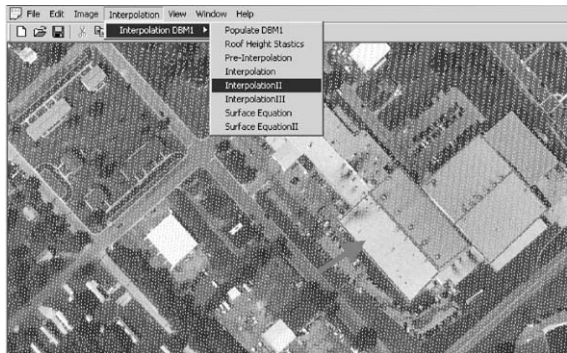 File Edit Image Interpolation View Window Help
Interpolation DBM1
Populate DBM1
Roof Height Stastics
Pre-Interpolation
Interpolation
InterpolationII
InterpolationIII
Surface Equation
Surface EquationII